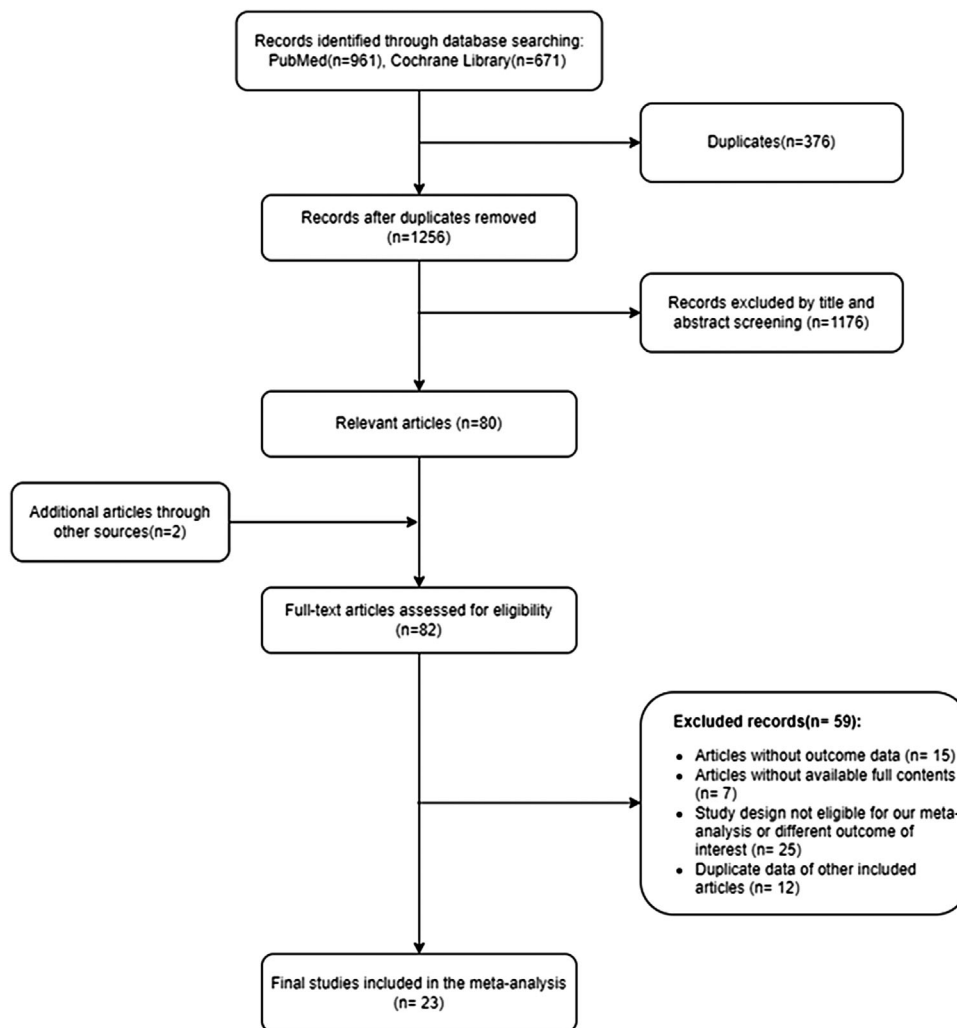 Records identified through database searching:
PubMed(n=961), Cochrane Library(n=671)
Duplicates(n=376)
Records after duplicates removed
(n=1256)
Records excluded by title and
abstract screening (n=1176)
Relevant articles (n=80)
Additional articles through
other sources(n=2)
Full-text articles assessed for eligibility
(n=82)
Excluded records(n= 59):
• Articles without outcome data (n= 15)
• Articles without available full contents
(n= 7)
• Study design not eligible for our meta-
analysis or different outcome of
interest (n= 25)
• Duplicate data of other included
articles (n= 12)
Final studies included in the meta-analysis
(n= 23)